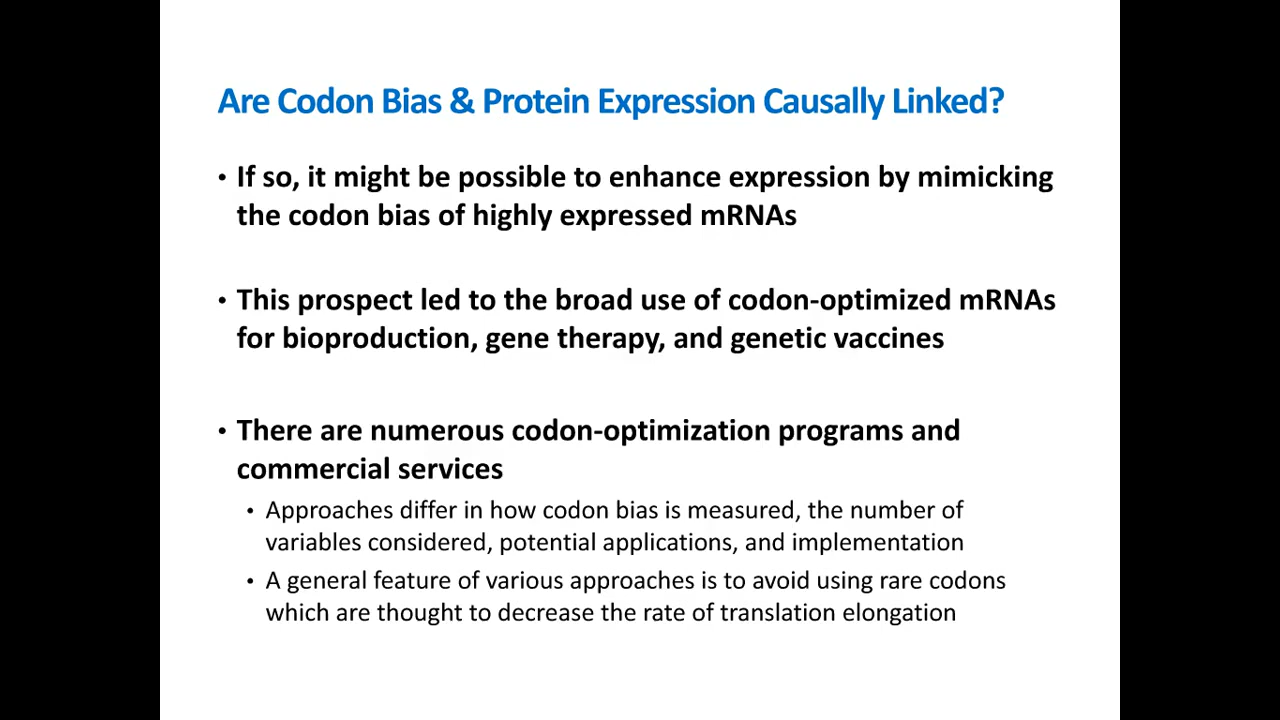 Are Codon Bias & Protein Expression Causally Linked?
• If so, it might be possible to enhance expression by mimicking
the codon bias of highly expressed mRNAs
• This prospect led to the broad use of codon-optimized mRNAs
for bioproduction, gene therapy, and genetic vaccines
• There are numerous codon-optimization programs and
commercial services
• Approaches differ in how codon bias is measured, the number of
variables considered, potential applications, and implementation
• A general feature of various approaches is to avoid using rare codons
which are thought to decrease the rate of translation elongation